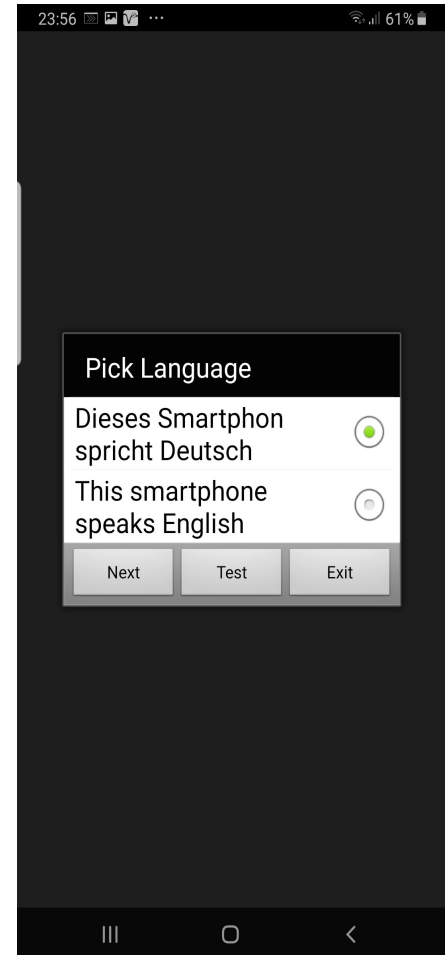 23:56 ... 61%
Pick Language
Dieses Smartphon
spricht Deutsch
This smartphone
speaks English
Next Test Exit